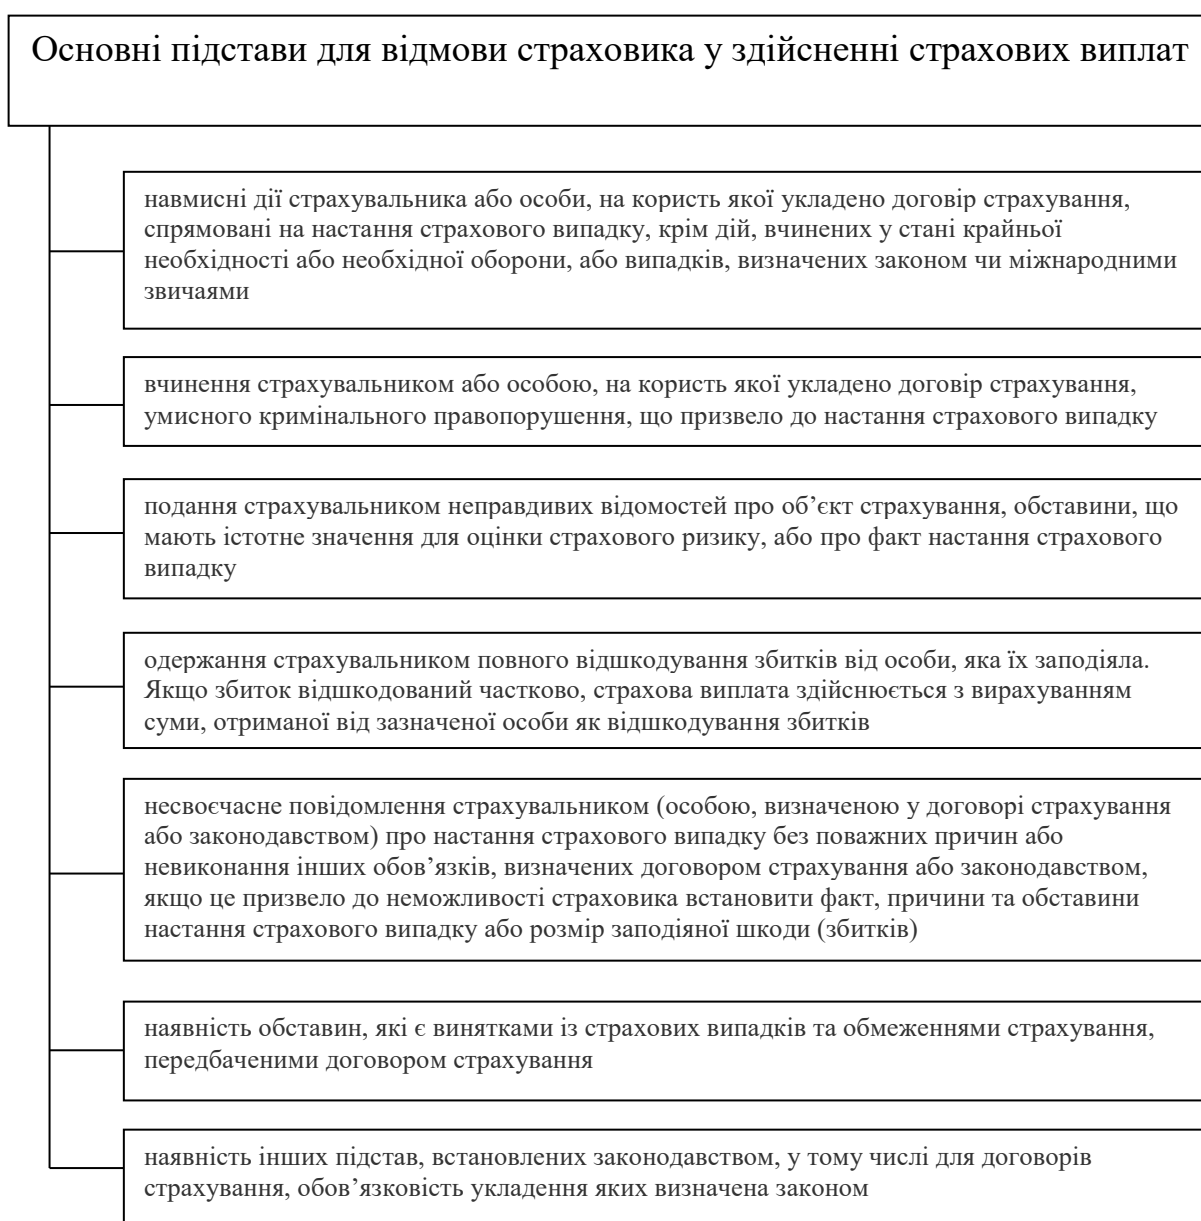 Основні підстави для відмови страховика у здійсненні страхових виплат
навмисні дії страхувальника або особи, на користь якої укладено договір страхування,
спрямовані на настання страхового випадку, крім дій, вчинених у стані крайньої
необхідності або необхідної оборони, або випадків, визначених законом чи міжнародними
звичаями
вчинення страхувальником або особою, на користь якої укладено договір страхування,
умисного кримінального правопорушення, що призвело до настання страхового випадку
подання страхувальником неправдивих відомостей про об’єкт страхування, обставини, що
мають істотне значення для оцінки страхового ризику, або про факт настання страхового
випадку
одержання страхувальником повного відшкодування збитків від особи, яка їх заподіяла.
Якщо збиток відшкодований частково, страхова виплата здійснюється з вирахуванням
суми, отриманої від зазначеної особи як відшкодування збитків
несвоєчасне повідомлення страхувальником (особою, визначеною у договорі страхування
або законодавством) про настання страхового випадку без поважних причин або
невиконання інших обов’язків, визначених договором страхування або законодавством,
якщо це призвело до неможливості страховика встановити факт, причини та обставини
настання страхового випадку або розмір заподіяної шкоди (збитків)
наявність обставин, які є винятками із страхових випадків та обмеженнями страхування,
передбаченими договором страхування
наявність інших підстав, встановлених законодавством, у тому числі для договорів
страхування, обов’язковість укладення яких визначена законом